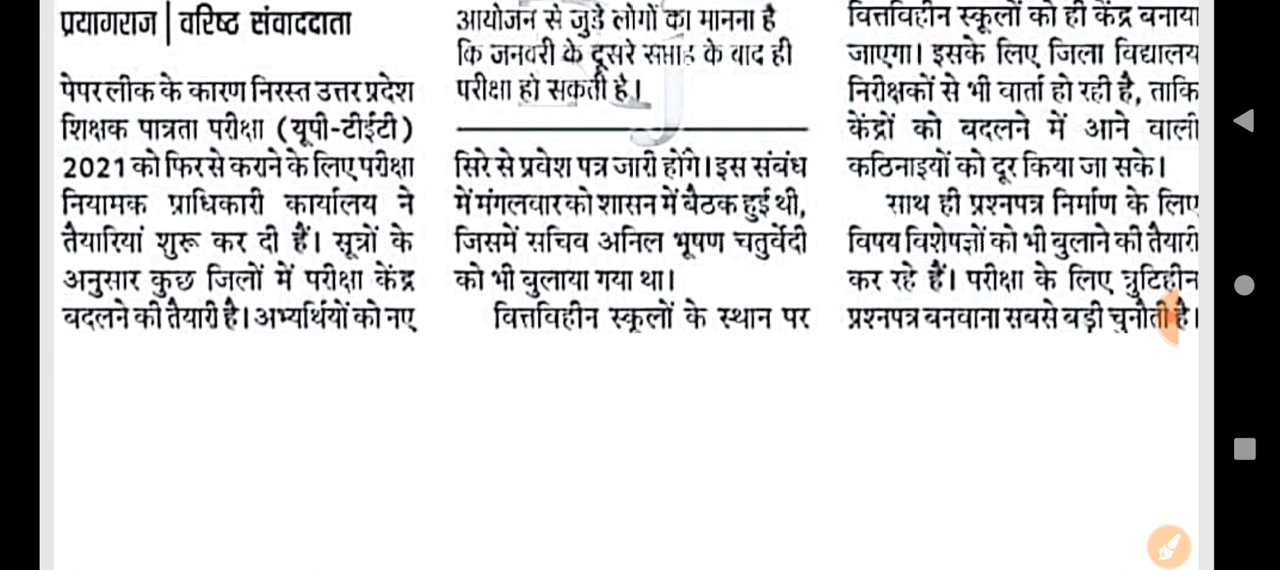 प्रयागराज | वरिष्ठ संवाददाता
पेपर लीक के कारण निरस्त उत्तर प्रदेश
शिक्षक पात्रता परीक्षा (यूपी-टीईटी)
2021 को फिर से कराने के लिए परीक्षा
नियामक प्राधिकारी कार्यालय ने
तैयारियां शुरू कर दी हैं। सूत्रों के
अनुसार कुछ जिलों में परीक्षा केंद्र
बदलने की तैयारी है। अभ्यर्थियों को नए
आयोजन से जुड़े लोगों का मानना है
कि जनवरी के दूसरे सप्ताह के बाद ही
परीक्षा हो सकती है।
सिरे से प्रवेश पत्र जारी होंगे। इस संबंध
में मंगलवार को शासन में बैठक हुई थी,
जिसमें सचिव अनिल भूषण चतुर्वेदी
को भी बुलाया गया था।
वित्तविहीन स्कूलों के स्थान पर
वित्तविहीन स्कूलों को ही केंद्र बनाया
जाएगा। इसके लिए जिला विद्यालय
निरीक्षकों से भी वार्ता हो रही है, ताकि
केंद्रों को बदलने में आने वाली
कठिनाइयों को दूर किया जा सके।
साथ ही प्रश्नपत्र निर्माण के लिए
विषय विशेषज्ञों को भी बुलाने की तैयारी
कर रहे हैं। परीक्षा के लिए त्रुटिहीन
प्रश्नपत्र बनवाना सबसे बड़ी चुनौती है।